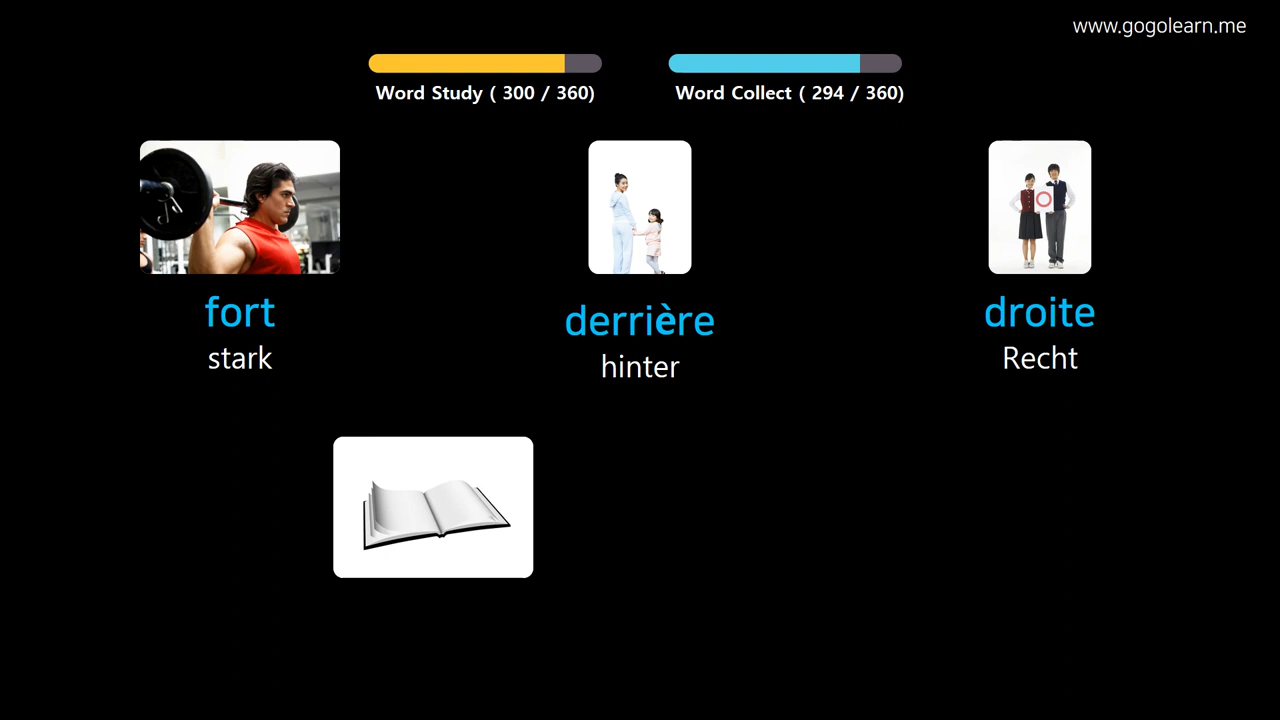 www.gogolearn.me
Word Study ( 300 / 360)
Word Collect ( 294 / 360)
fort
stark
derrière
hinter
droite
Recht